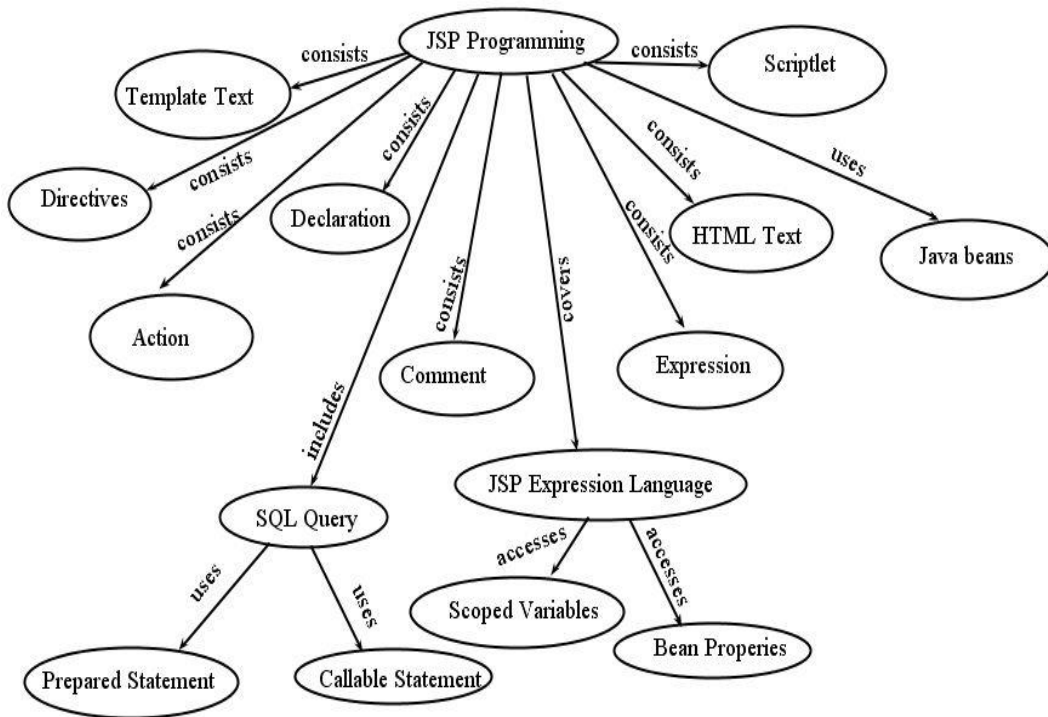 JSP Programming
consists
consists
Scriptlet
Template Text
consists
consists
uses
consists
Directives
consists
Declaration
consists
HTML Text
Java beans
consists
covers
Action
consists
Comment
Expression
includes
JSP Expression Language
SQL Query
accesses
accesses
uses
uses
Scoped Variables
Bean Properies
Prepared Statement
Callable Statement